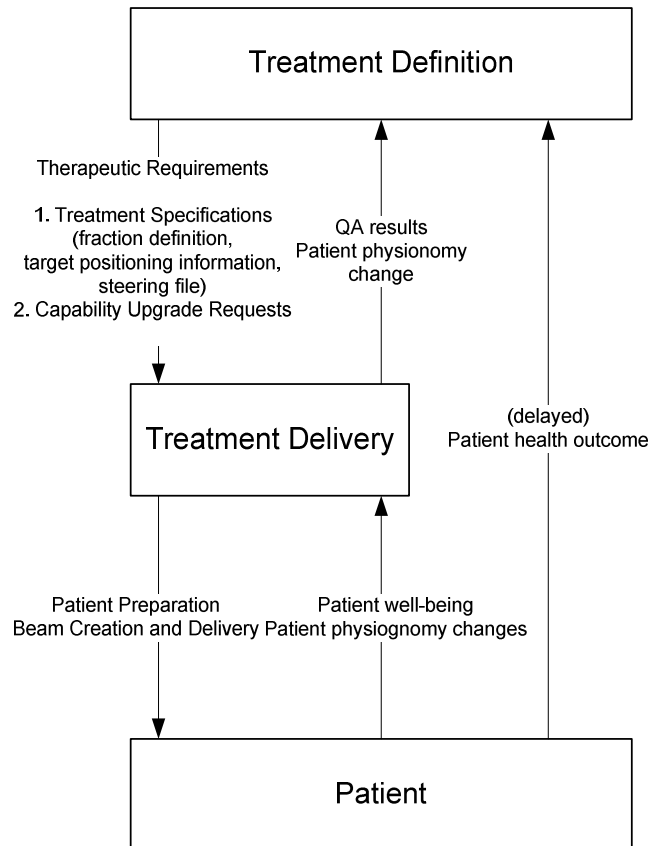 Treatment Definition
Therapeutic Requirements
1. Treatment Specifications
(fraction definition,
target positioning information,
steering file)
2. Capability Upgrade Requests
QA results
Patient physionomy
change
(delayed)
Patient health outcome
Treatment Delivery
Patient Preparation
Beam Creation and Delivery
Patient well-being
Patient physiognomy changes
Patient